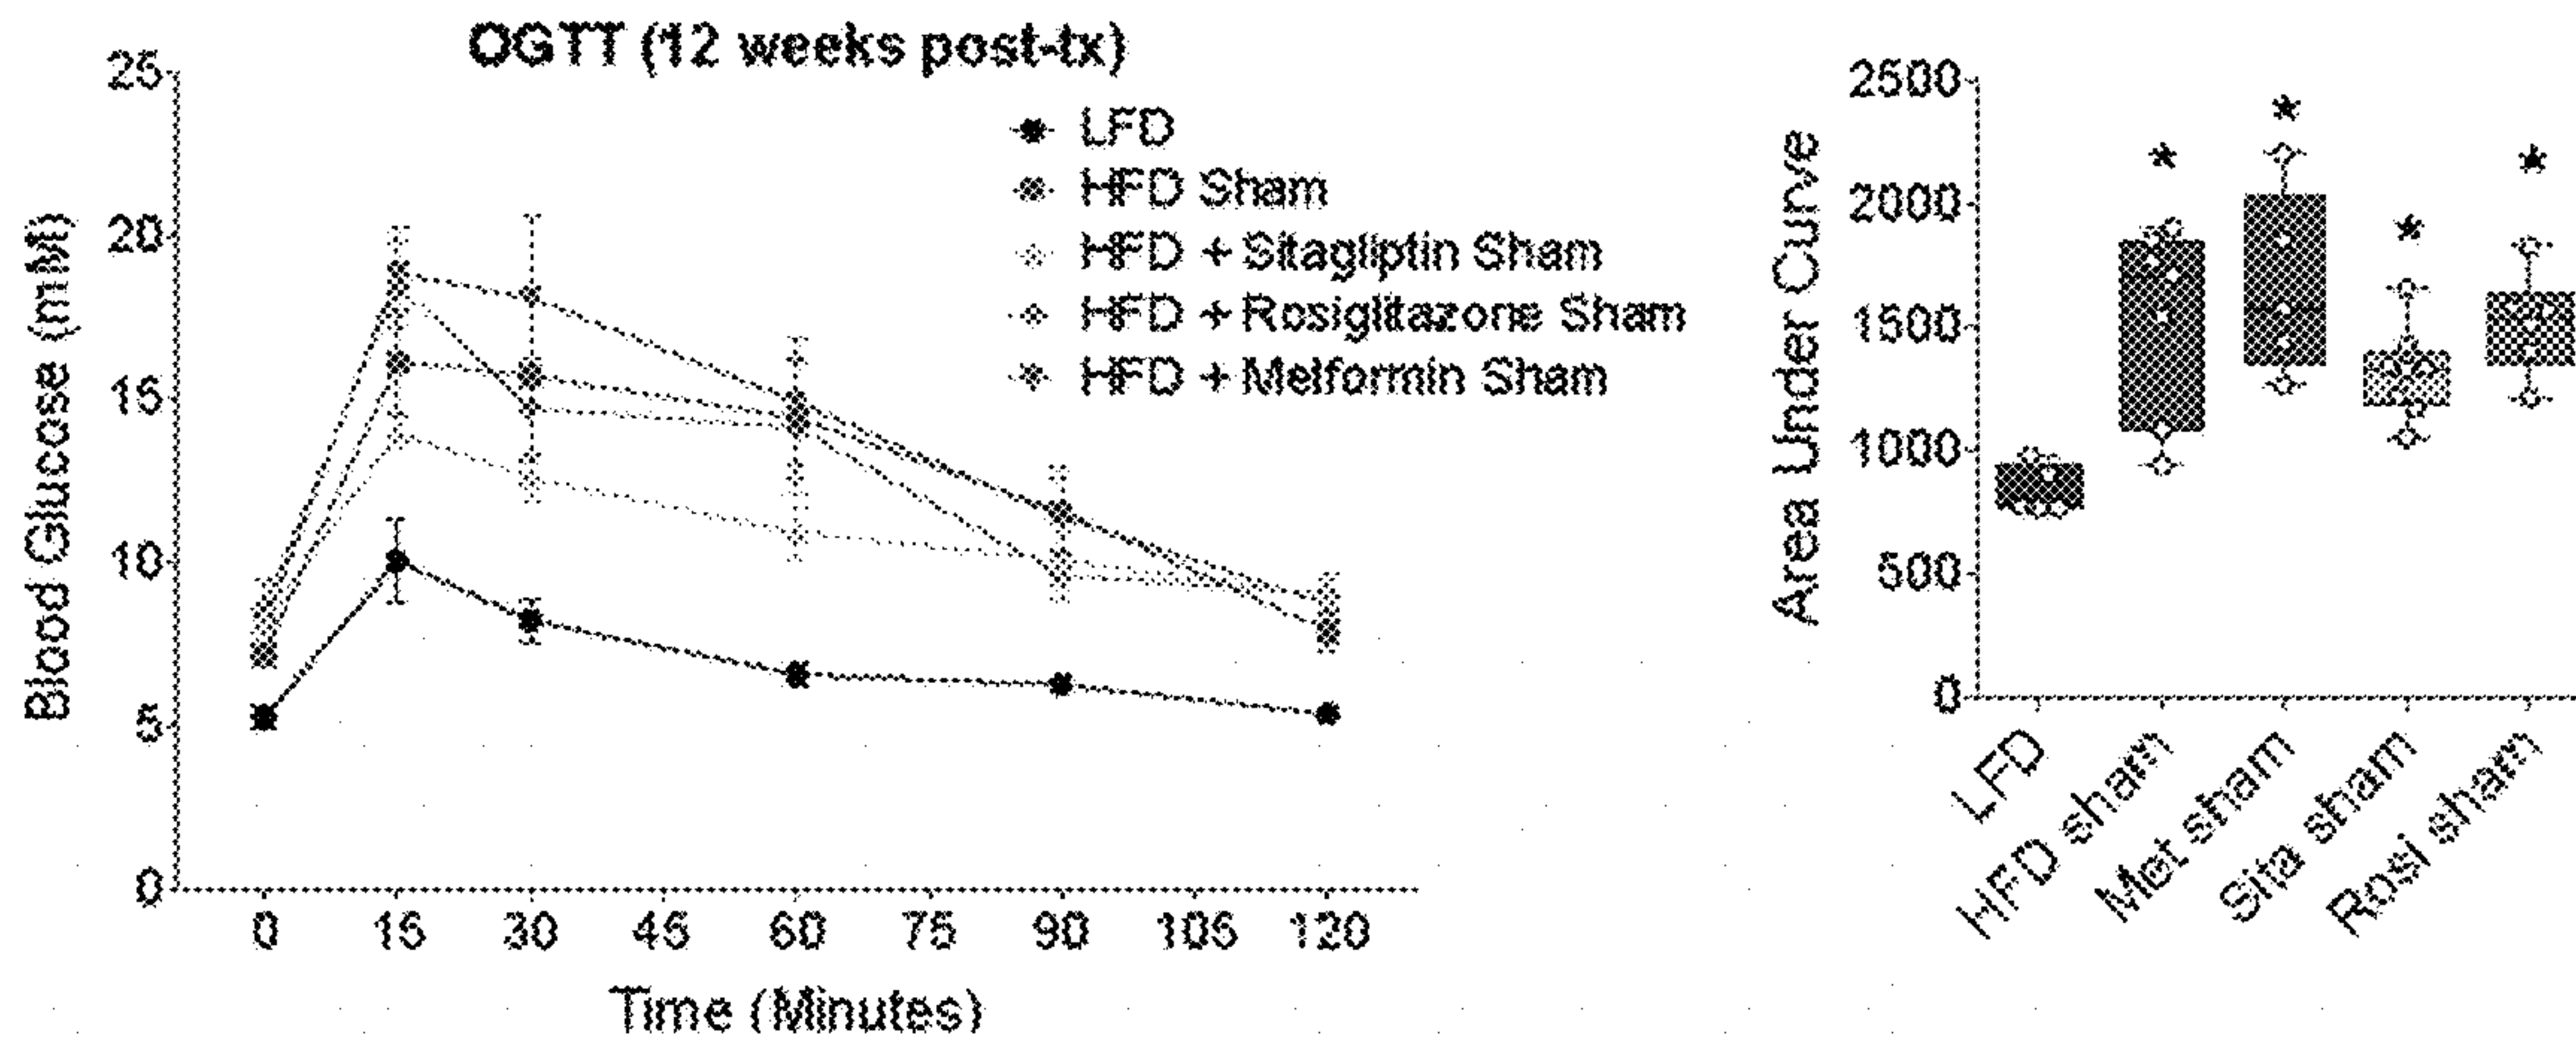 OGTT (12 weeks post-tx)
25
20
15
10
5
0
Blood Glucose (mM)
0 15 30 45 60 75 90 105 120
Time (Minutes)
LFD
HFD Sham
HFD + Sitagliptin Sham
HFD + Rosiglitazone Sham
HFD + Metformin Sham
2500
2000
1500
1000
500
0
Area Under Curve
* * * *
LFD
HFD sham
Met sham
Sita sham
Rosi sham